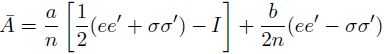 Ā = a/n [1/2 (ee′ + σσ′) − I] + b/2n (ee′ − σσ′)